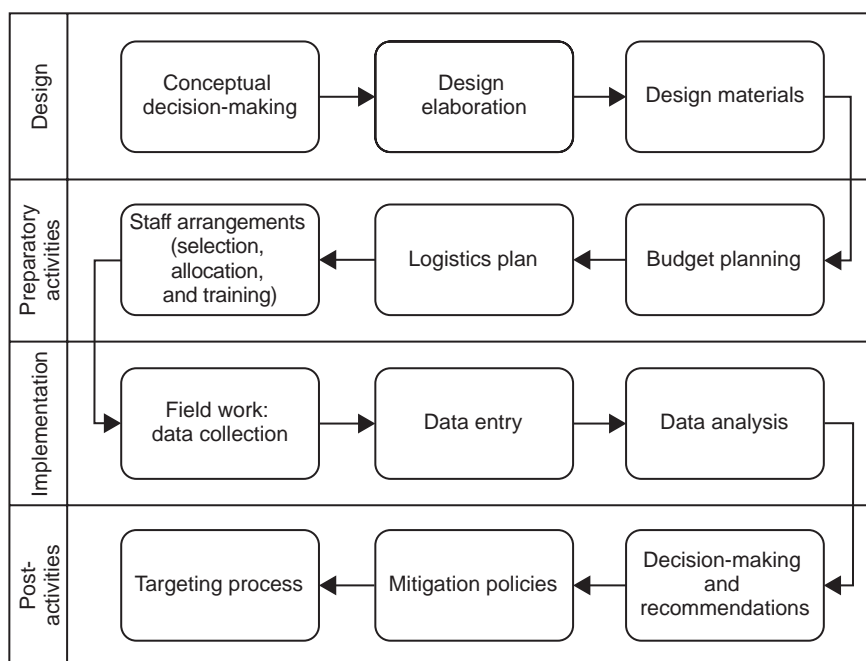 Design
Conceptual
decision-making
Design
elaboration
Design materials
Preparatory
activities
Staff arrangements
(selection,
allocation,
and training)
Logistics plan
Budget planning
Implementation
Field work:
data collection
Data entry
Data analysis
Post-
activities
Targeting process
Mitigation policies
Decision-making
and
recommendations